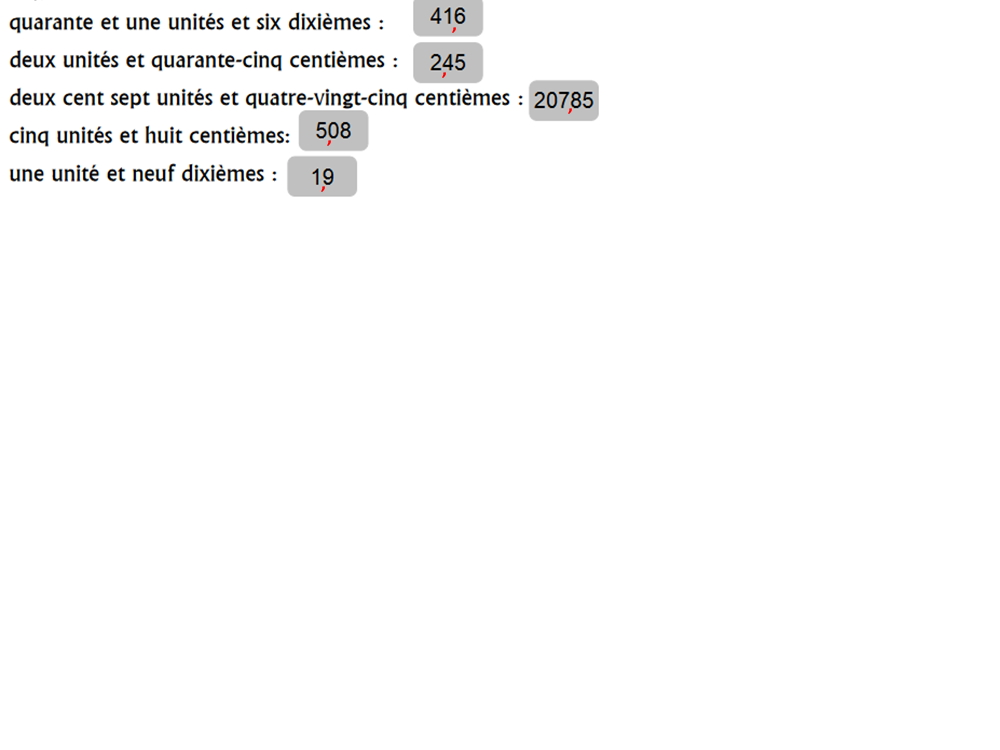 quarante et une unités et six dixièmes : 41,6
deux unités et quarante-cinq centièmes : 2,45
deux cent sept unités et quatre-vingt-cinq centièmes : 207,85
cinq unités et huit centièmes: 5,08
une unité et neuf dixièmes : 1,9